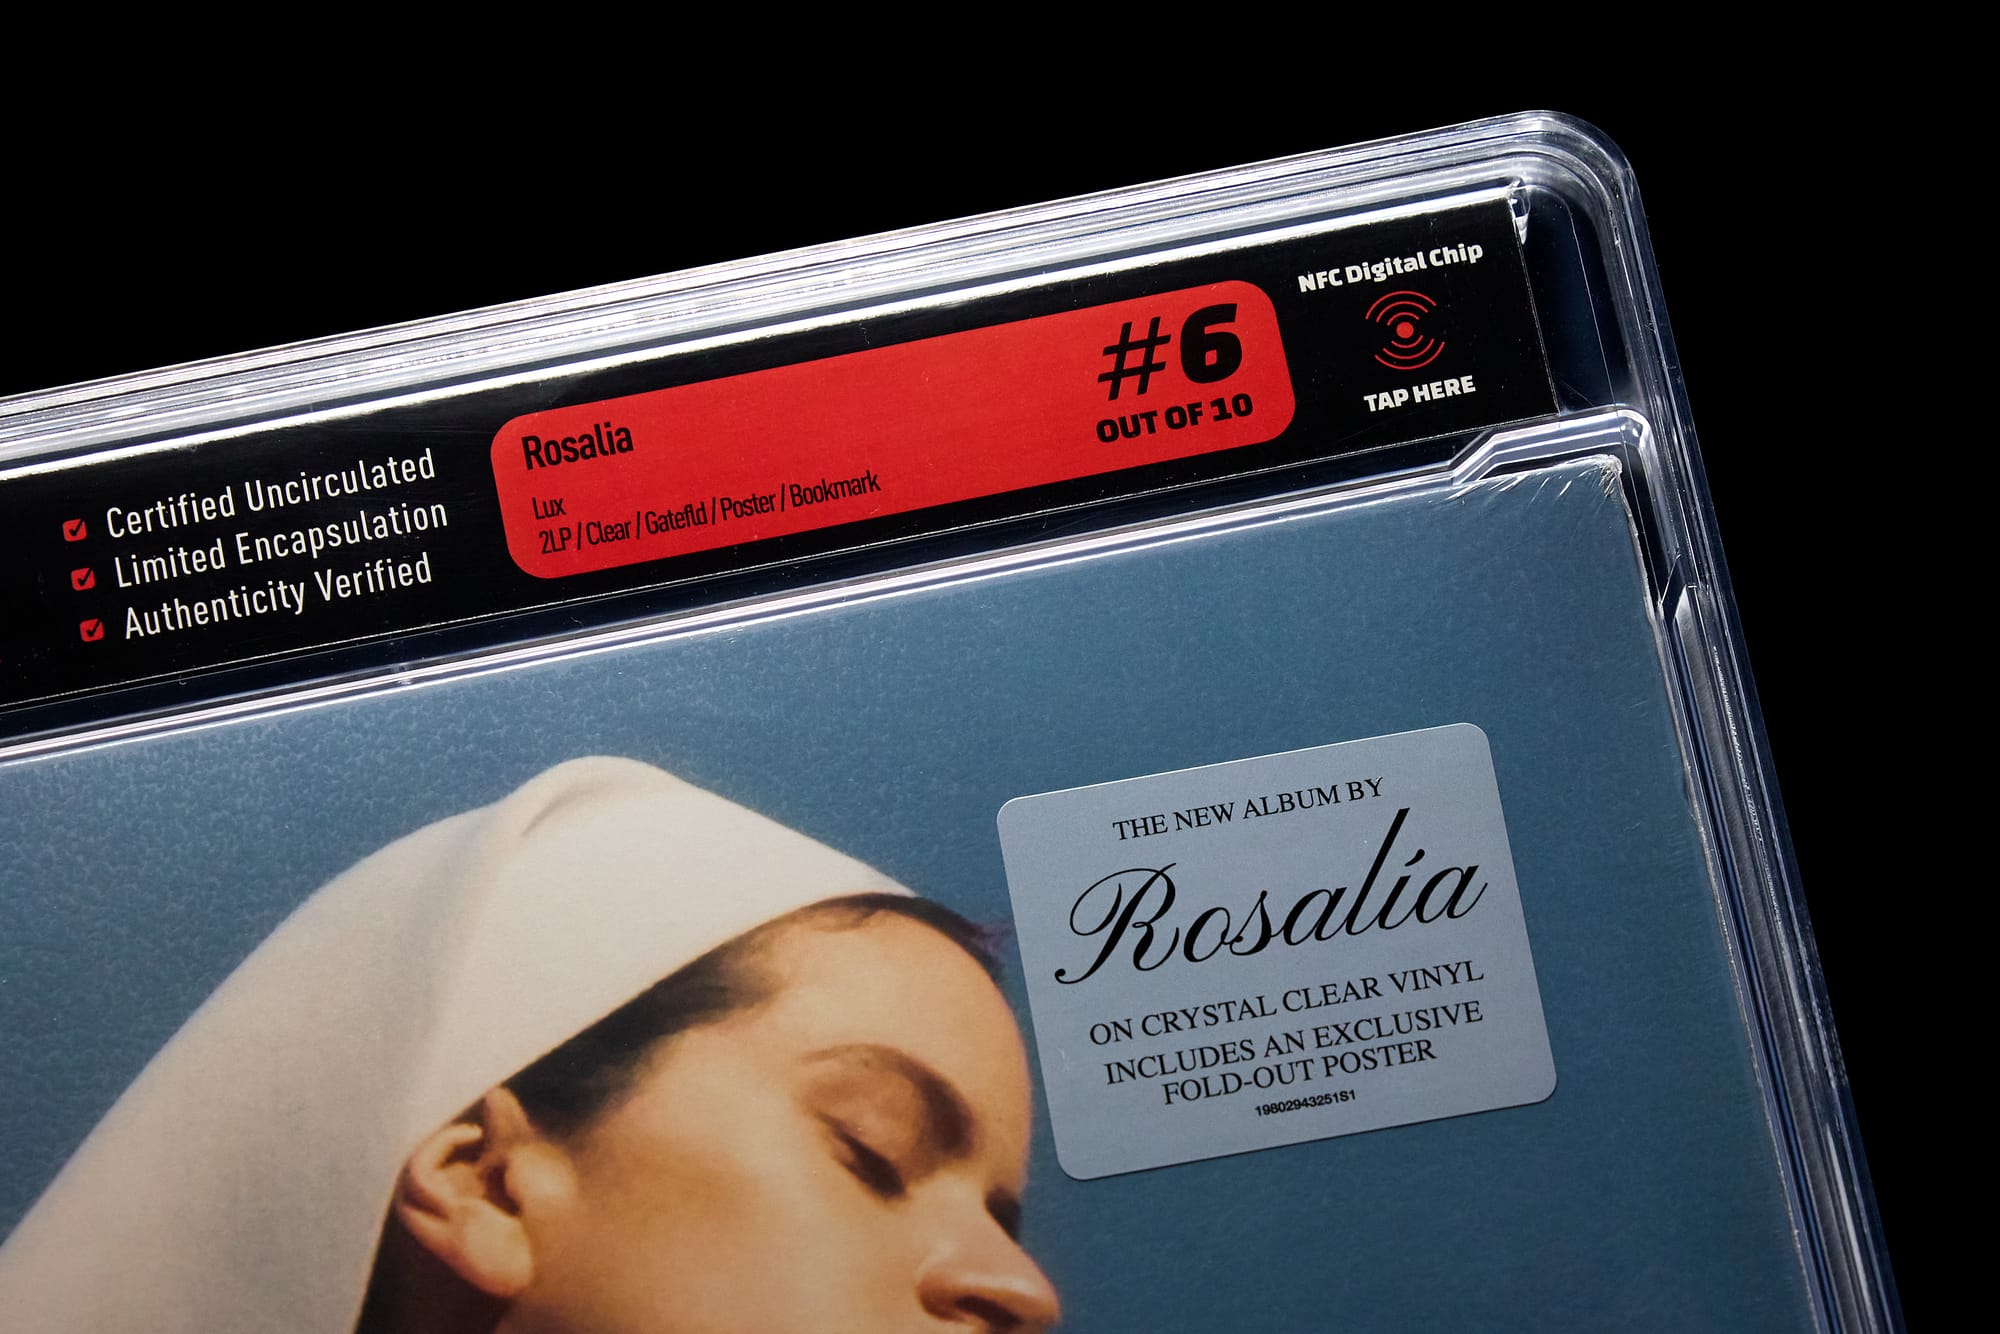 Certified Uncirculated
Limited Encapsulation
Authenticity Verified
Rosalia
Lux
2LP / Clear / Gatefld / Poster / Bookmark
#6
OUT OF 10
NFC Digital Chip
TAP HERE
THE NEW ALBUM BY
Rosalía
ON CRYSTAL CLEAR VINYL
INCLUDES AN EXCLUSIVE
FOLD-OUT POSTER
19802943251S1